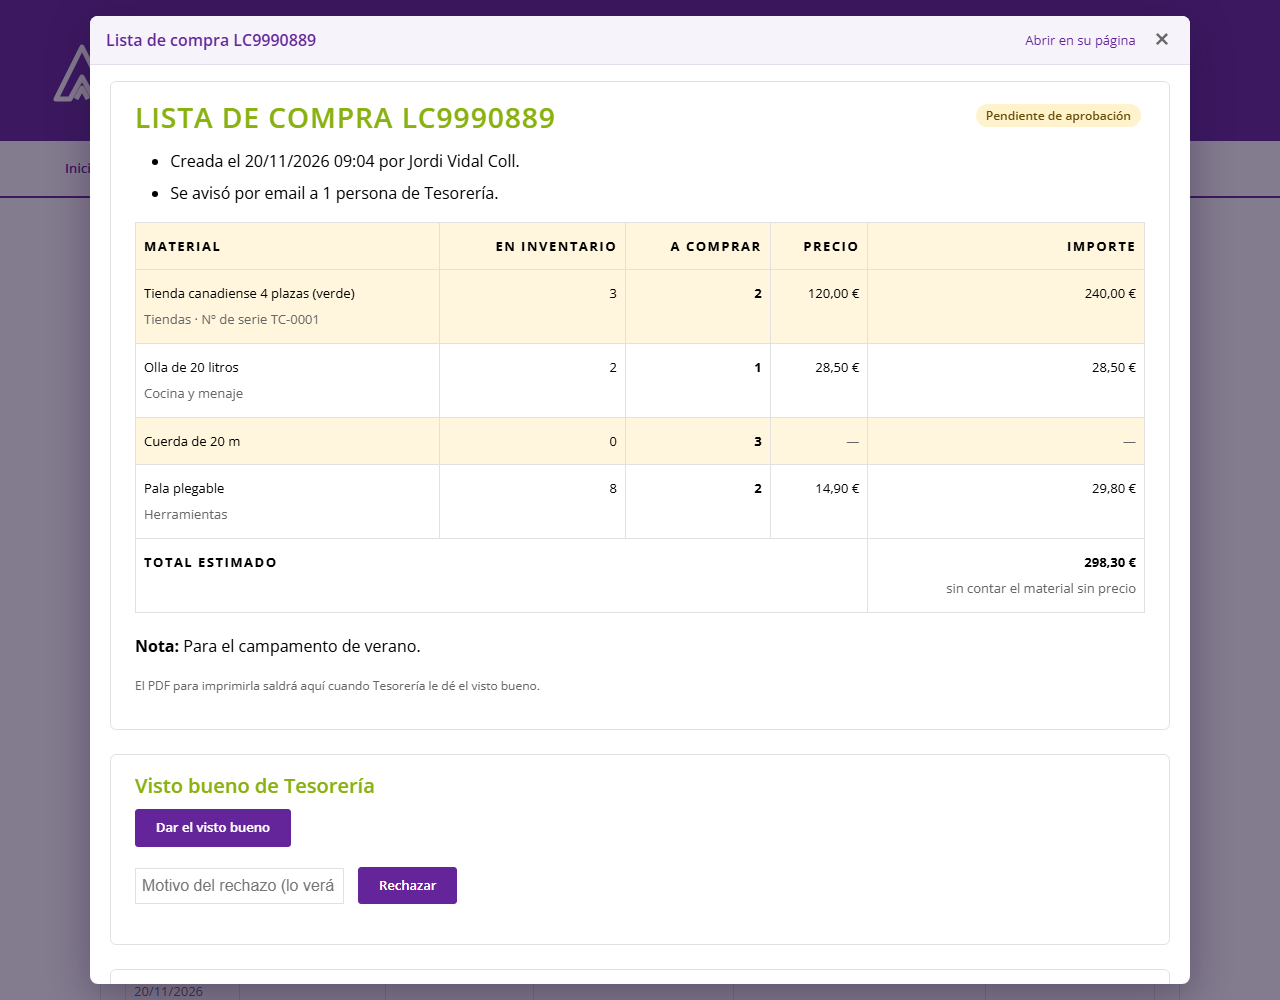 Lista de compra LC9990889
Abrir en su página ✕
LISTA DE COMPRA LC9990889
Pendiente de aprobación
Creada el 20/11/2026 09:04 por Jordi Vidal Coll.
Se avisó por email a 1 persona de Tesorería.
MATERIAL EN INVENTARIO A COMPRAR PRECIO IMPORTE
Tienda canadiense 4 plazas (verde) 3 2 120,00 € 240,00 €
Tiendas · Nº de serie TC-0001
Olla de 20 litros 2 1 28,50 € 28,50 €
Cocina y menaje
Cuerda de 20 m 0 3 — —
Pala plegable 8 2 14,90 € 29,80 €
Herramientas
TOTAL ESTIMADO 298,30 €
sin contar el material sin precio
Nota: Para el campamento de verano.
El PDF para imprimirla saldrá aquí cuando Tesorería le dé el visto bueno.
Visto bueno de Tesorería
Dar el visto bueno
Motivo del rechazo (lo verá
Rechazar
Inici
20/11/2026